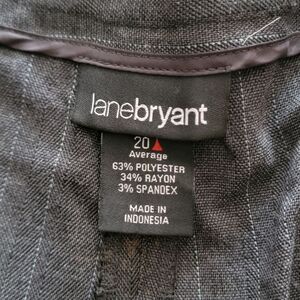 lanebryant
20▲
Average
63% POLYESTER
34% RAYON
3% SPANDEX
MADE IN
INDONESIA